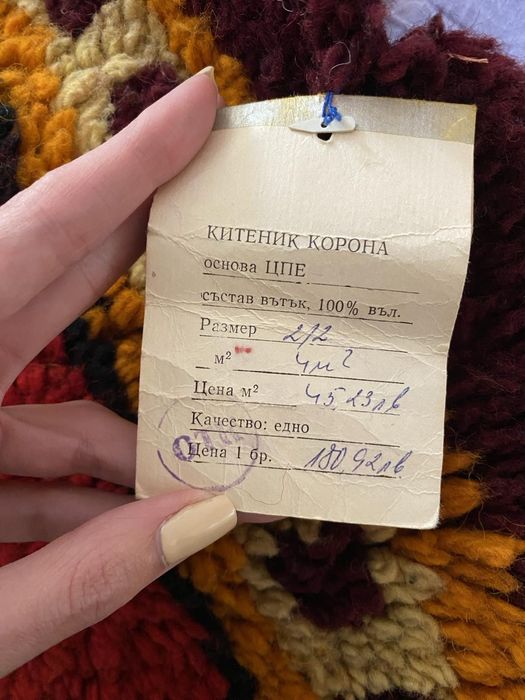 КИТЕНИК КОРОНА
основа ЦПЕ
състав вътък, 100% въл.
Размер 2/2
м² 4м²
Цена м² 45,23лв
Качество: едно
Цена 1 бр. 180,92лв.